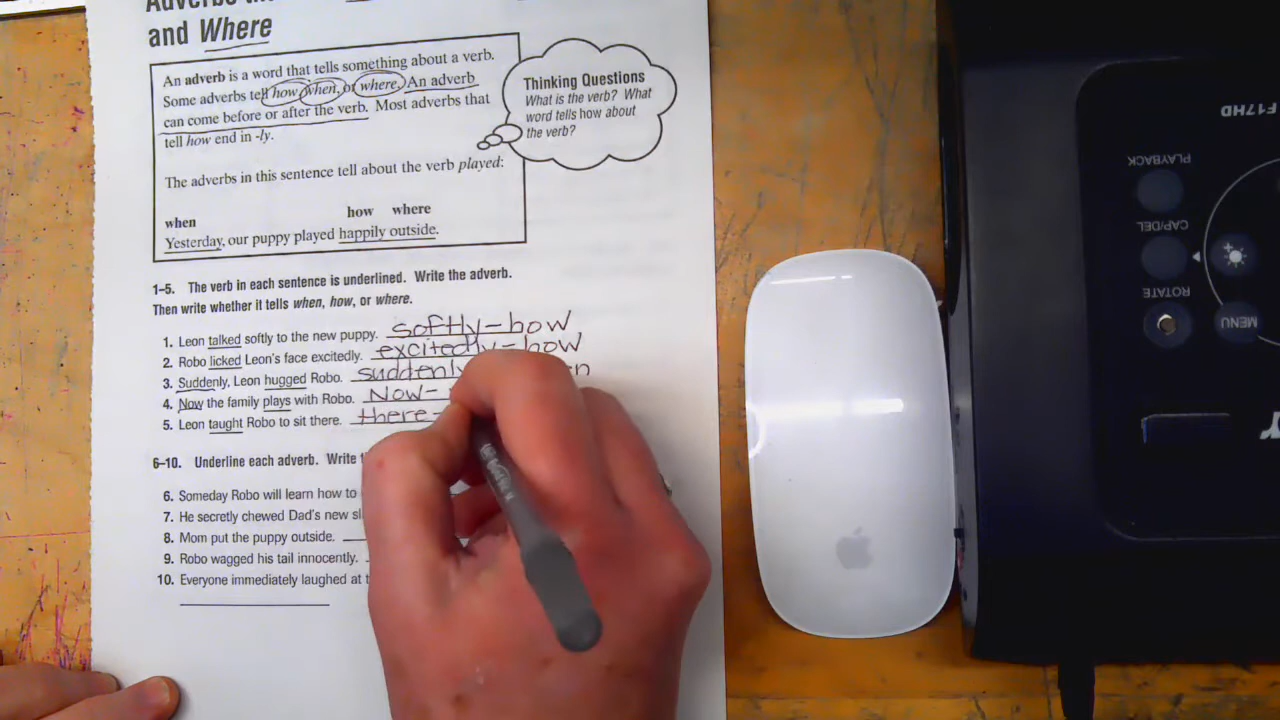 Adverbs
and Where
An adverb is a word that tells something about a verb.
Some adverbs tell how, when, or where. An adverb
can come before or after the verb. Most adverbs that
tell how end in -ly.
The adverbs in this sentence tell about the verb played:
when how where
Yesterday, our puppy played happily outside.
Thinking Questions
What is the verb? What
word tells how about
the verb?
1–5. The verb in each sentence is underlined. Write the adverb.
Then write whether it tells when, how, or where.
1. Leon talked softly to the new puppy. softly-how
2. Robo licked Leon's face excitedly. excitedly-how
3. Suddenly, Leon hugged Robo. suddenly
4. Now the family plays with Robo. Now-
5. Leon taught Robo to sit there. there-
6–10. Underline each adverb. Write
6. Someday Robo will learn how to
7. He secretly chewed Dad's new
8. Mom put the puppy outside.
9. Robo wagged his tail innocently.
10. Everyone immediately laughed at
F17HD
PLAYBACK
CAP/DEL
ROTATE
MENU